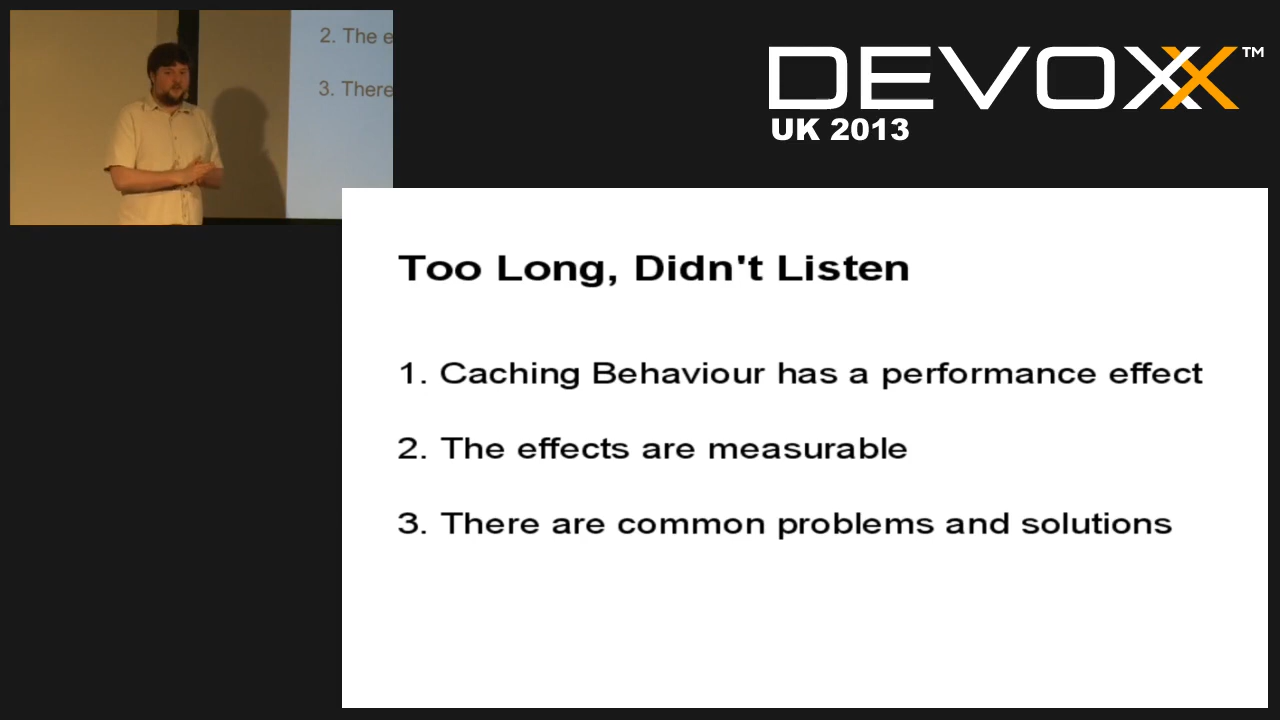 2. The e
3. There
DEVOXX™
UK 2013
Too Long, Didn't Listen
1. Caching Behaviour has a performance effect
2. The effects are measurable
3. There are common problems and solutions